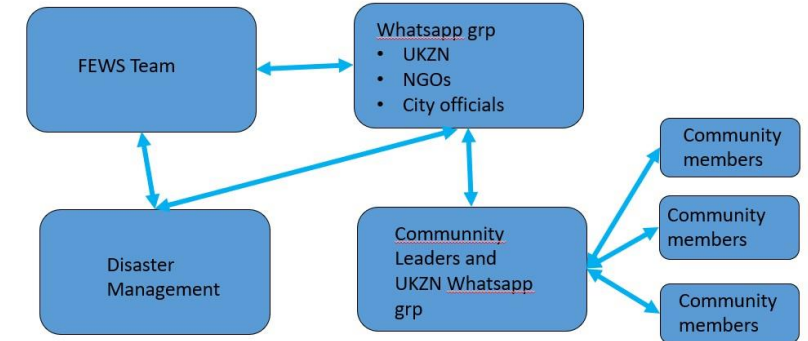 FEWS Team
Whatsapp grp
• UKZN
• NGOs
• City officials
Community
members
Community
members
Disaster
Management
Communnity
Leaders and
UKZN Whatsapp
grp
Community
members